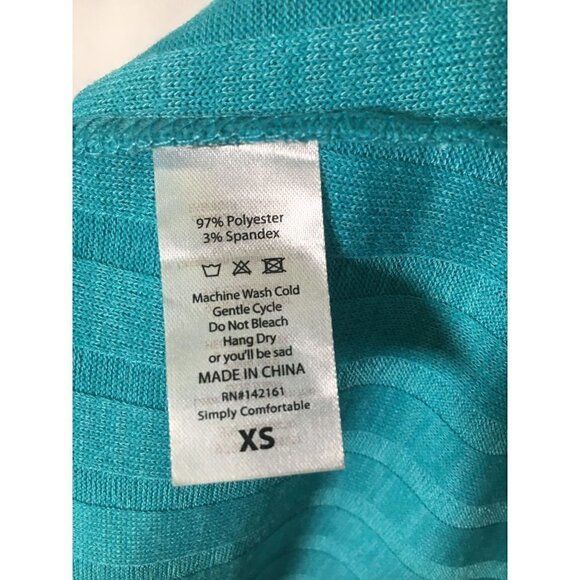 97% Polyester
3% Spandex
Machine Wash Cold
Gentle Cycle
Do Not Bleach
Hang Dry
or you'll be sad
MADE IN CHINA
RN#142161
Simply Comfortable
XS